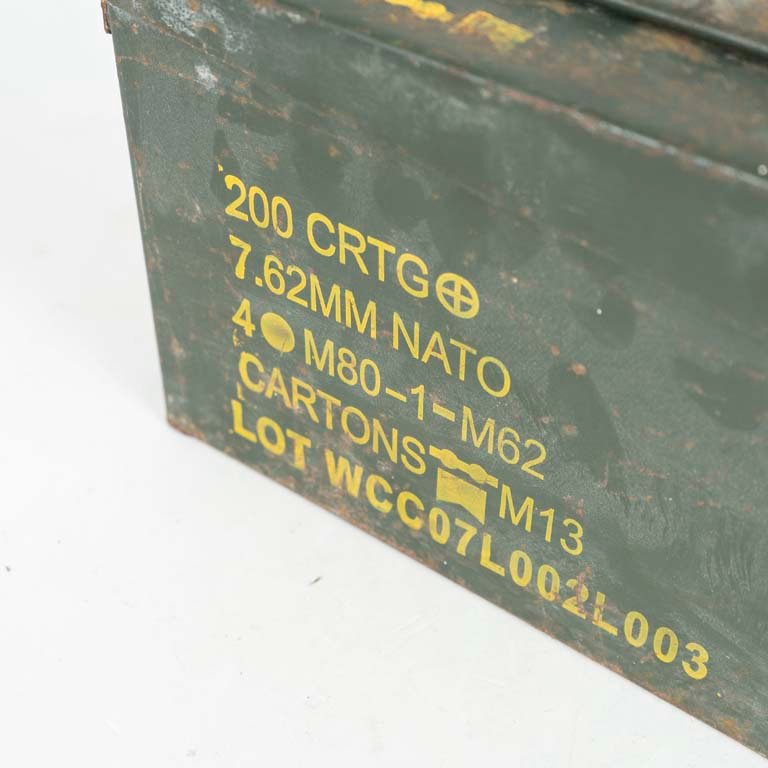 200 CRTG⊕
7.62MM NATO
4●M80-1-M62
CARTONS M13
LOT WCC07L002L003